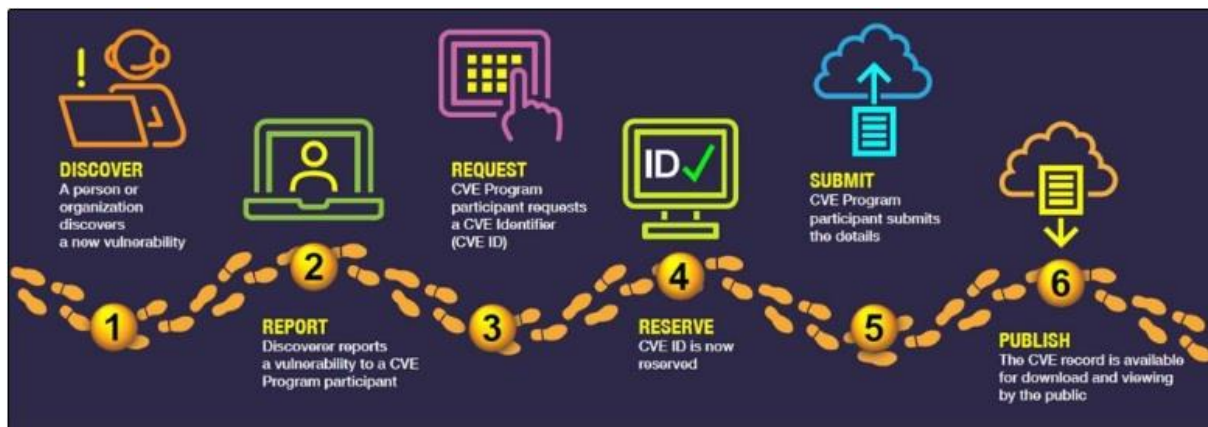 DISCOVER
A person or
organization
discovers
a new vulnerability
1
2
REPORT
Discoverer reports
a vulnerability to a CVE
Program participant
REQUEST
CVE Program
participant requests
a CVE Identifier
(CVE ID)
3
ID
4
RESERVE
CVE ID is now
reserved
SUBMIT
CVE Program
participant submits
the details
5
6
PUBLISH
The CVE record is available
for download and viewing
by the public